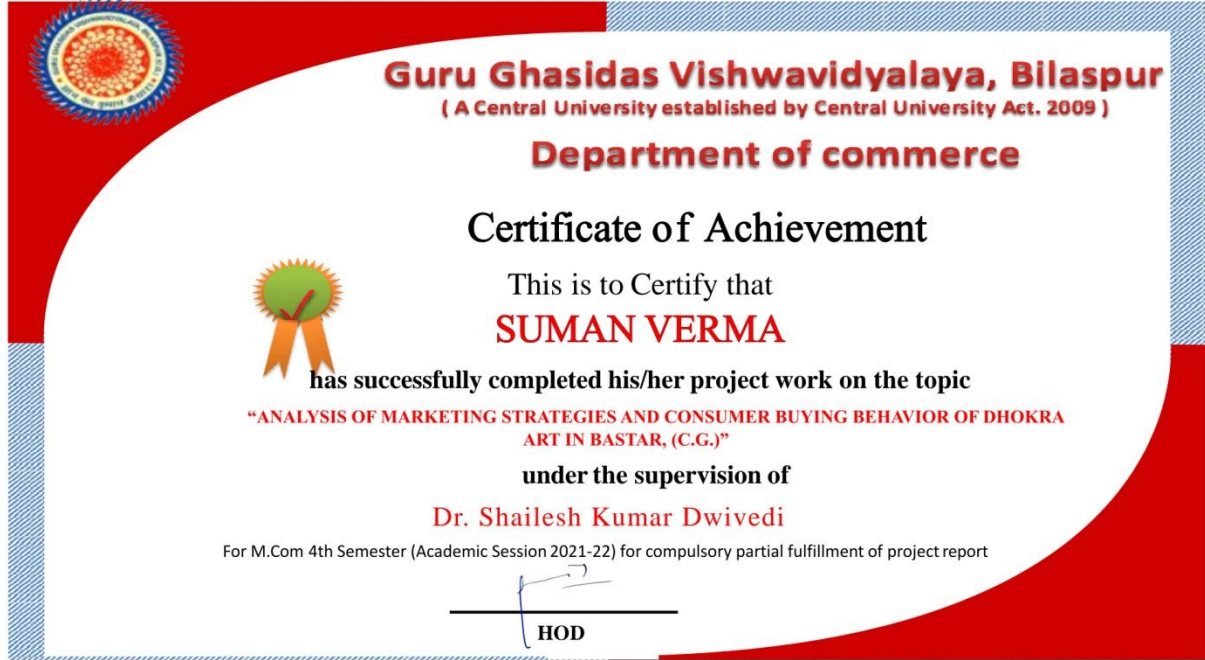 Guru Ghasidas Vishwavidyalaya, Bilaspur
( A Central University established by Central University Act. 2009 )
Department of commerce
Certificate of Achievement
This is to Certify that
SUMAN VERMA
has successfully completed his/her project work on the topic
“ANALYSIS OF MARKETING STRATEGIES AND CONSUMER BUYING BEHAVIOR OF DHOKRA
ART IN BASTAR, (C.G.)”
under the supervision of
Dr. Shailesh Kumar Dwivedi
For M.Com 4th Semester (Academic Session 2021-22) for compulsory partial fulfillment of project report
HOD